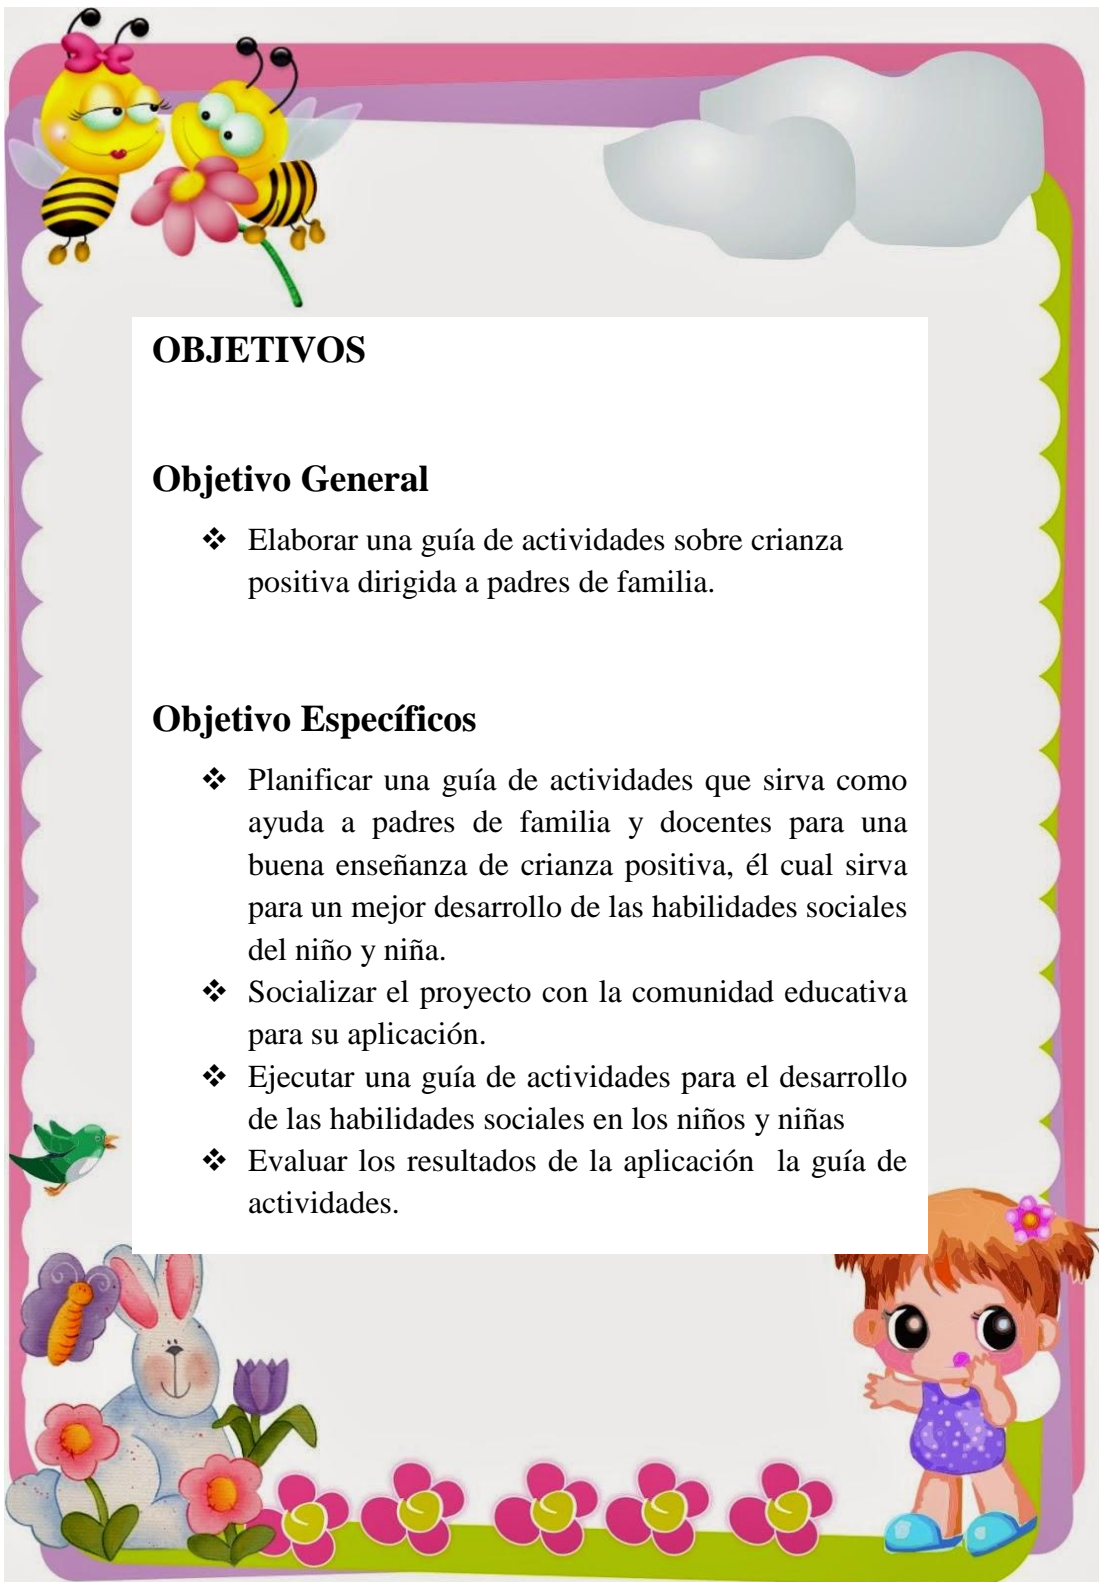 OBJETIVOS
Objetivo General
❖ Elaborar una guía de actividades sobre crianza
positiva dirigida a padres de familia.
Objetivo Específicos
❖ Planificar una guía de actividades que sirva como
ayuda a padres de familia y docentes para una
buena enseñanza de crianza positiva, él cual sirva
para un mejor desarrollo de las habilidades sociales
del niño y niña.
❖ Socializar el proyecto con la comunidad educativa
para su aplicación.
❖ Ejecutar una guía de actividades para el desarrollo
de las habilidades sociales en los niños y niñas
❖ Evaluar los resultados de la aplicación  la guía de
actividades.